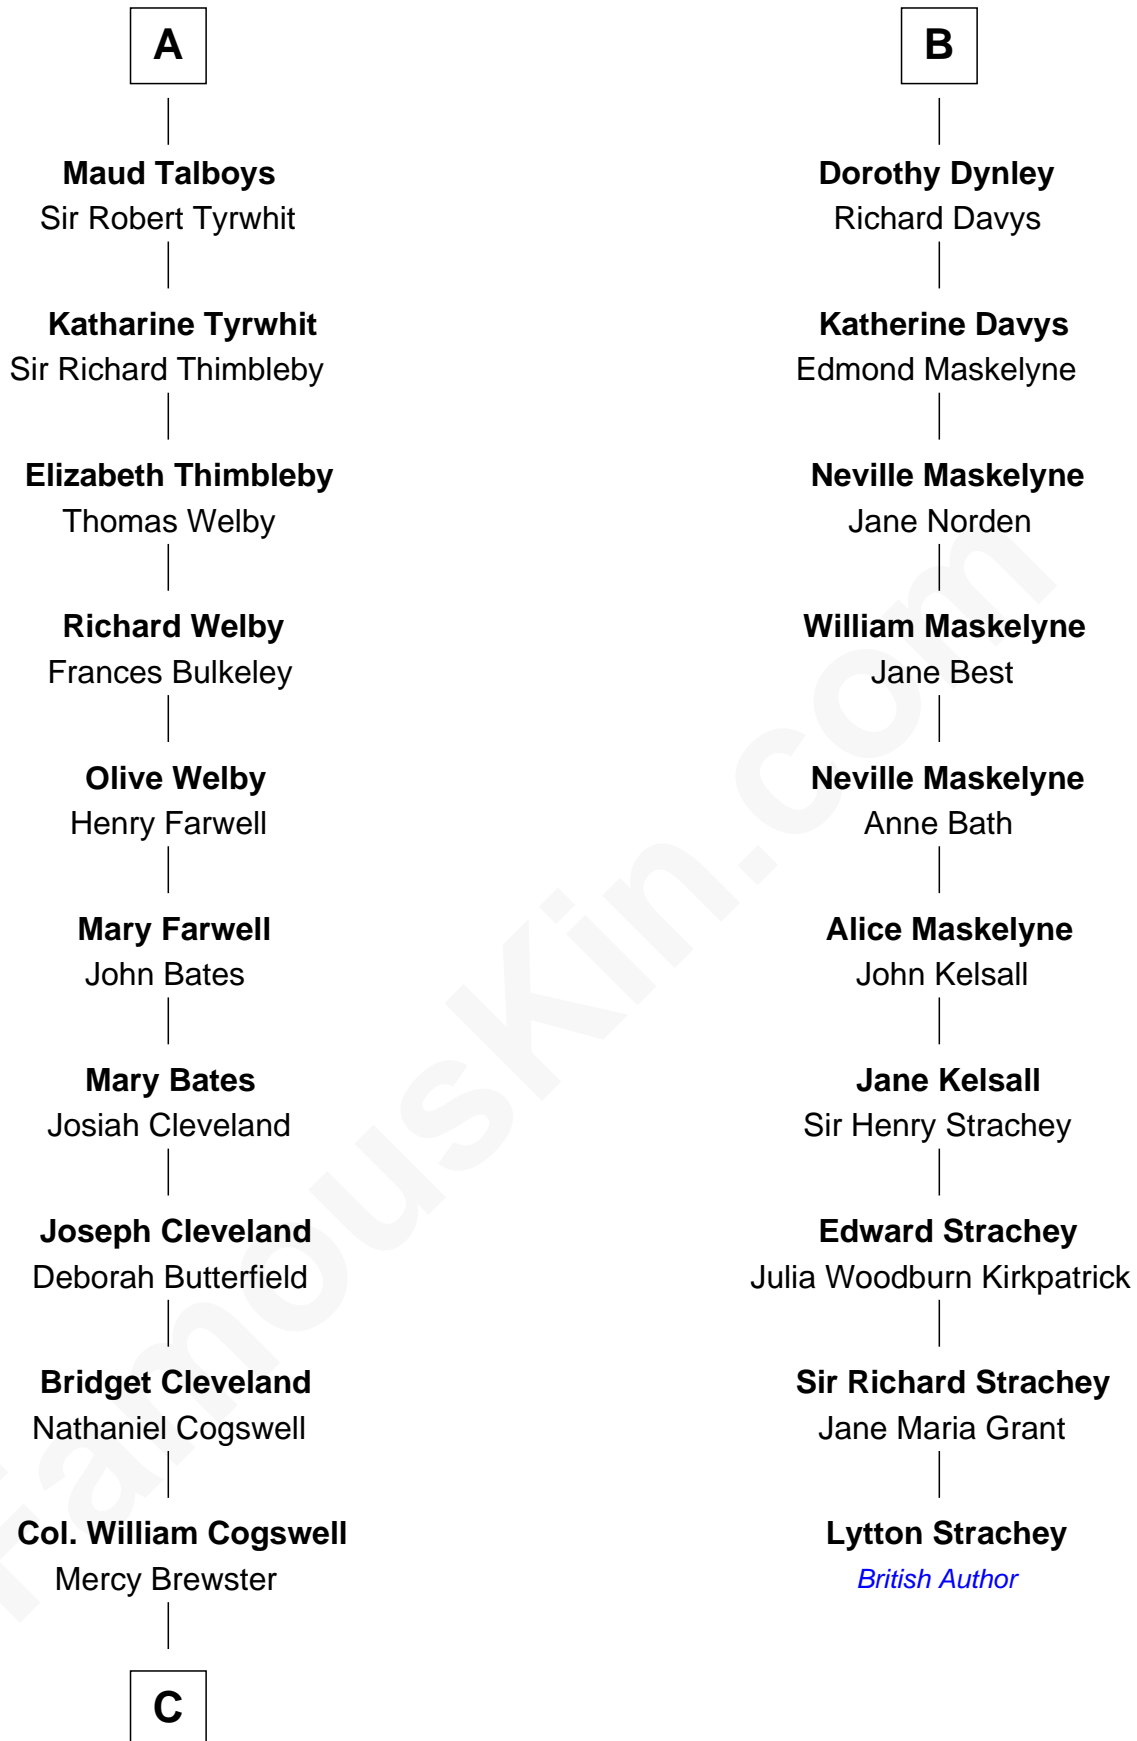 A
Maud Talboys
Sir Robert Tyrwhit
Katharine Tyrwhit
Sir Richard Thimbleby
Elizabeth Thimbleby
Thomas Welby
Richard Welby
Frances Bulkeley
Olive Welby
Henry Farwell
Mary Farwell
John Bates
Mary Bates
Josiah Cleveland
Joseph Cleveland
Deborah Butterfield
Bridget Cleveland
Nathaniel Cogswell
Col. William Cogswell
Mercy Brewster
C
B
Dorothy Dynley
Richard Davys
Katherine Davys
Edmond Maskelyne
Neville Maskelyne
Jane Norden
William Maskelyne
Jane Best
Neville Maskelyne
Anne Bath
Alice Maskelyne
John Kelsall
Jane Kelsall
Sir Henry Strachey
Edward Strachey
Julia Woodburn Kirkpatrick
Sir Richard Strachey
Jane Maria Grant
Lytton Strachey
British Author
FamousKin.com